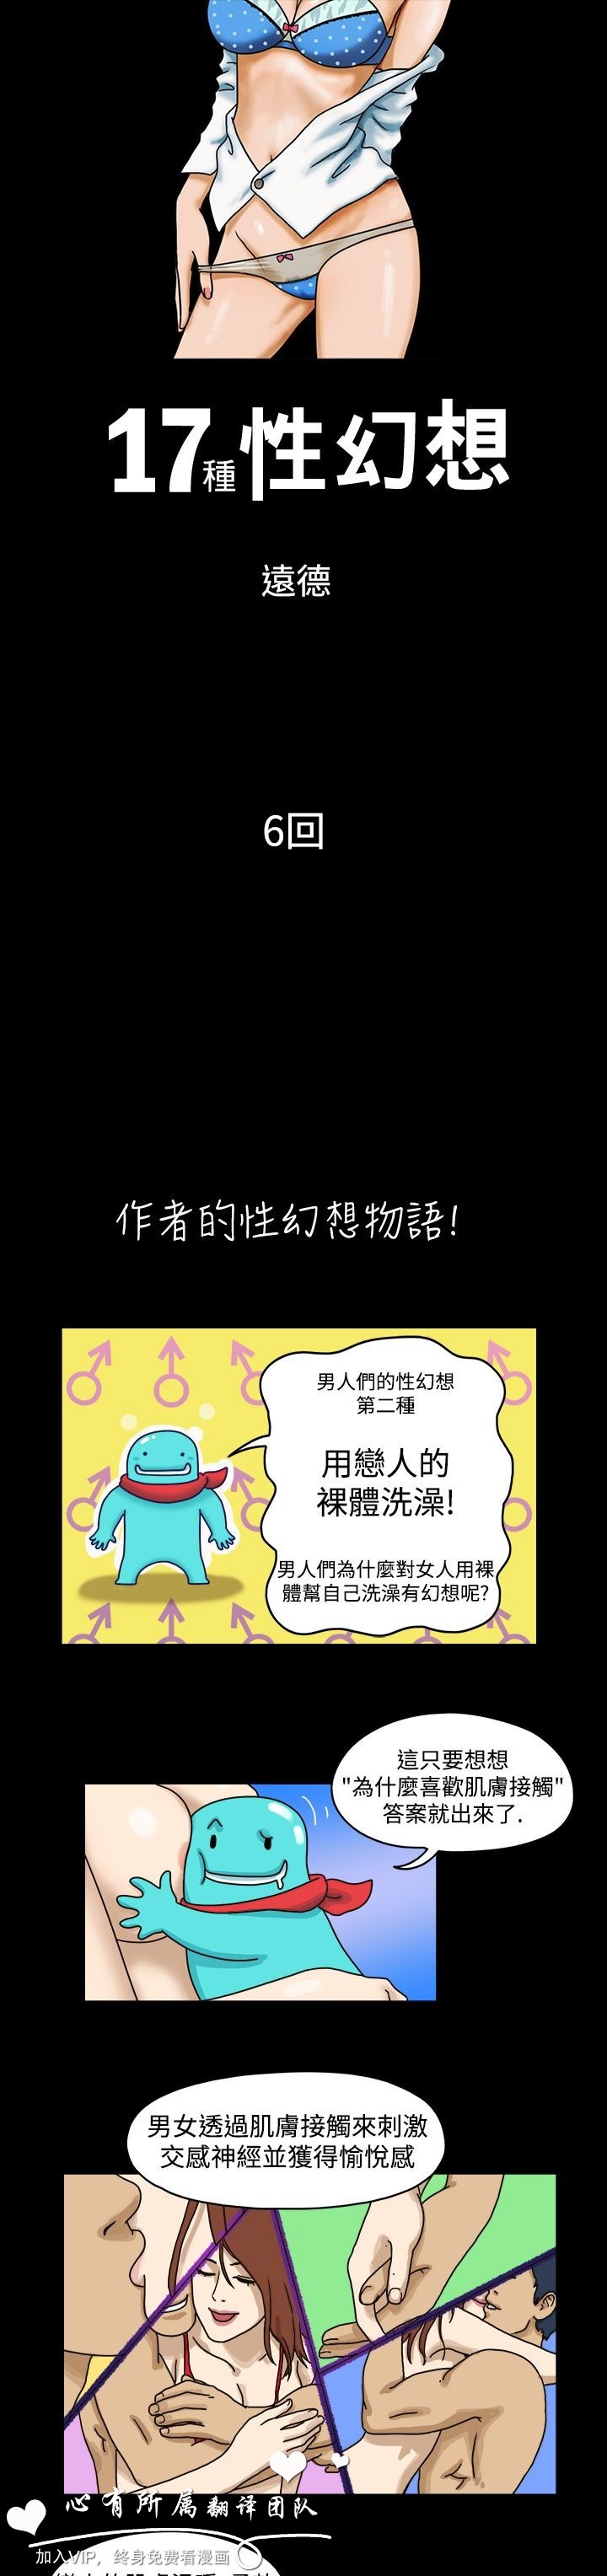 17種性幻想
遠德
6回
作者的性幻想物語!
男人們的性幻想
第二種
用戀人的
裸體洗澡!
男人們為什麼對女人用裸
體幫自己洗澡有幻想呢?
這只要想想
"為什麼喜歡肌膚接觸"
答案就出來了.
男女透過肌膚接觸來刺激
交感神經並獲得愉悅感
心有所属翻译团队
加入VIP，终身免费看漫画